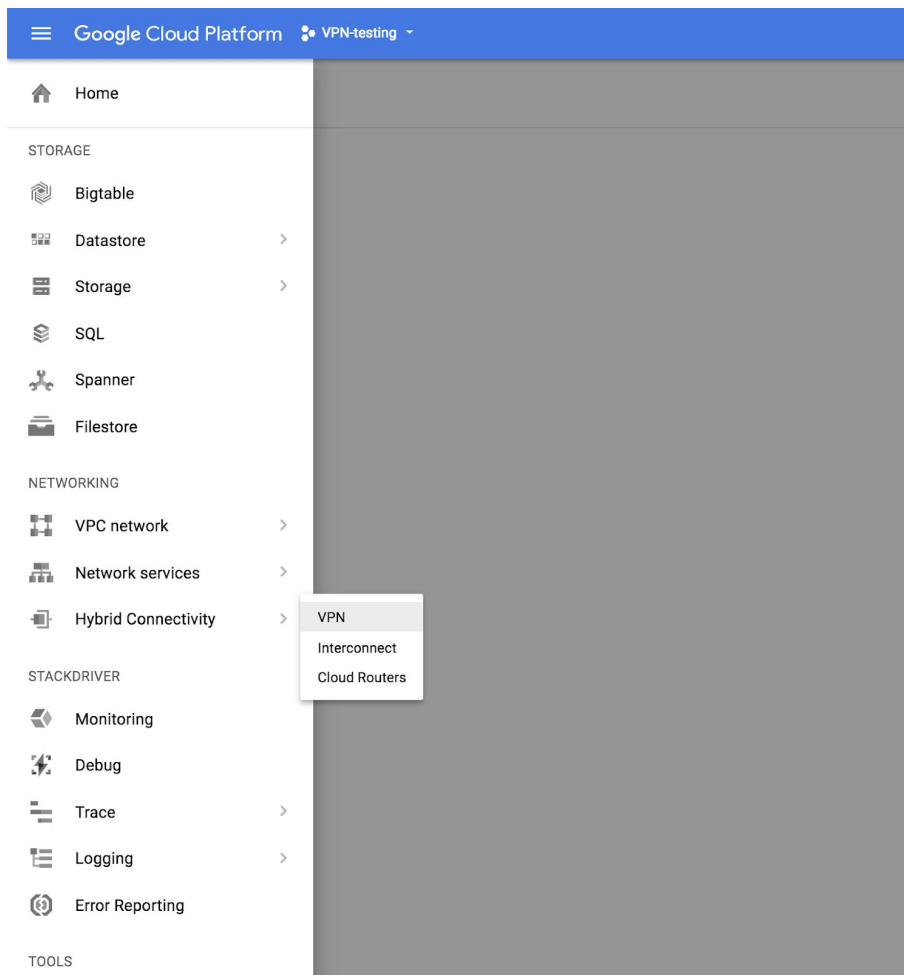 Google Cloud Platform VPN-testing
Home
STORAGE
Bigtable
Datastore
Storage
SQL
Spanner
Filestore
NETWORKING
VPC network
Network services
Hybrid Connectivity
VPN
Interconnect
Cloud Routers
STACKDRIVER
Monitoring
Debug
Trace
Logging
Error Reporting
TOOLS